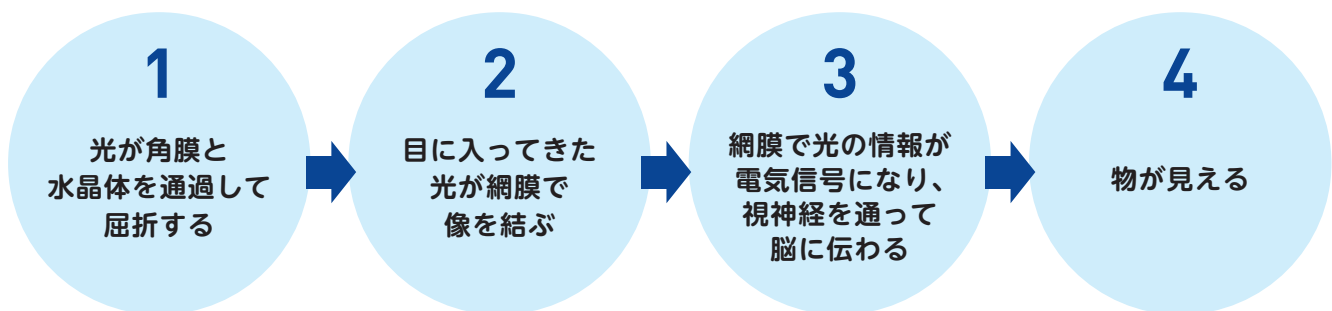 1
光が角膜と
水晶体を通過して
屈折する
2
目に入ってきた
光が網膜で
像を結ぶ
3
網膜で光の情報が
電気信号になり、
視神経を通って
脳に伝わる
4
物が見える